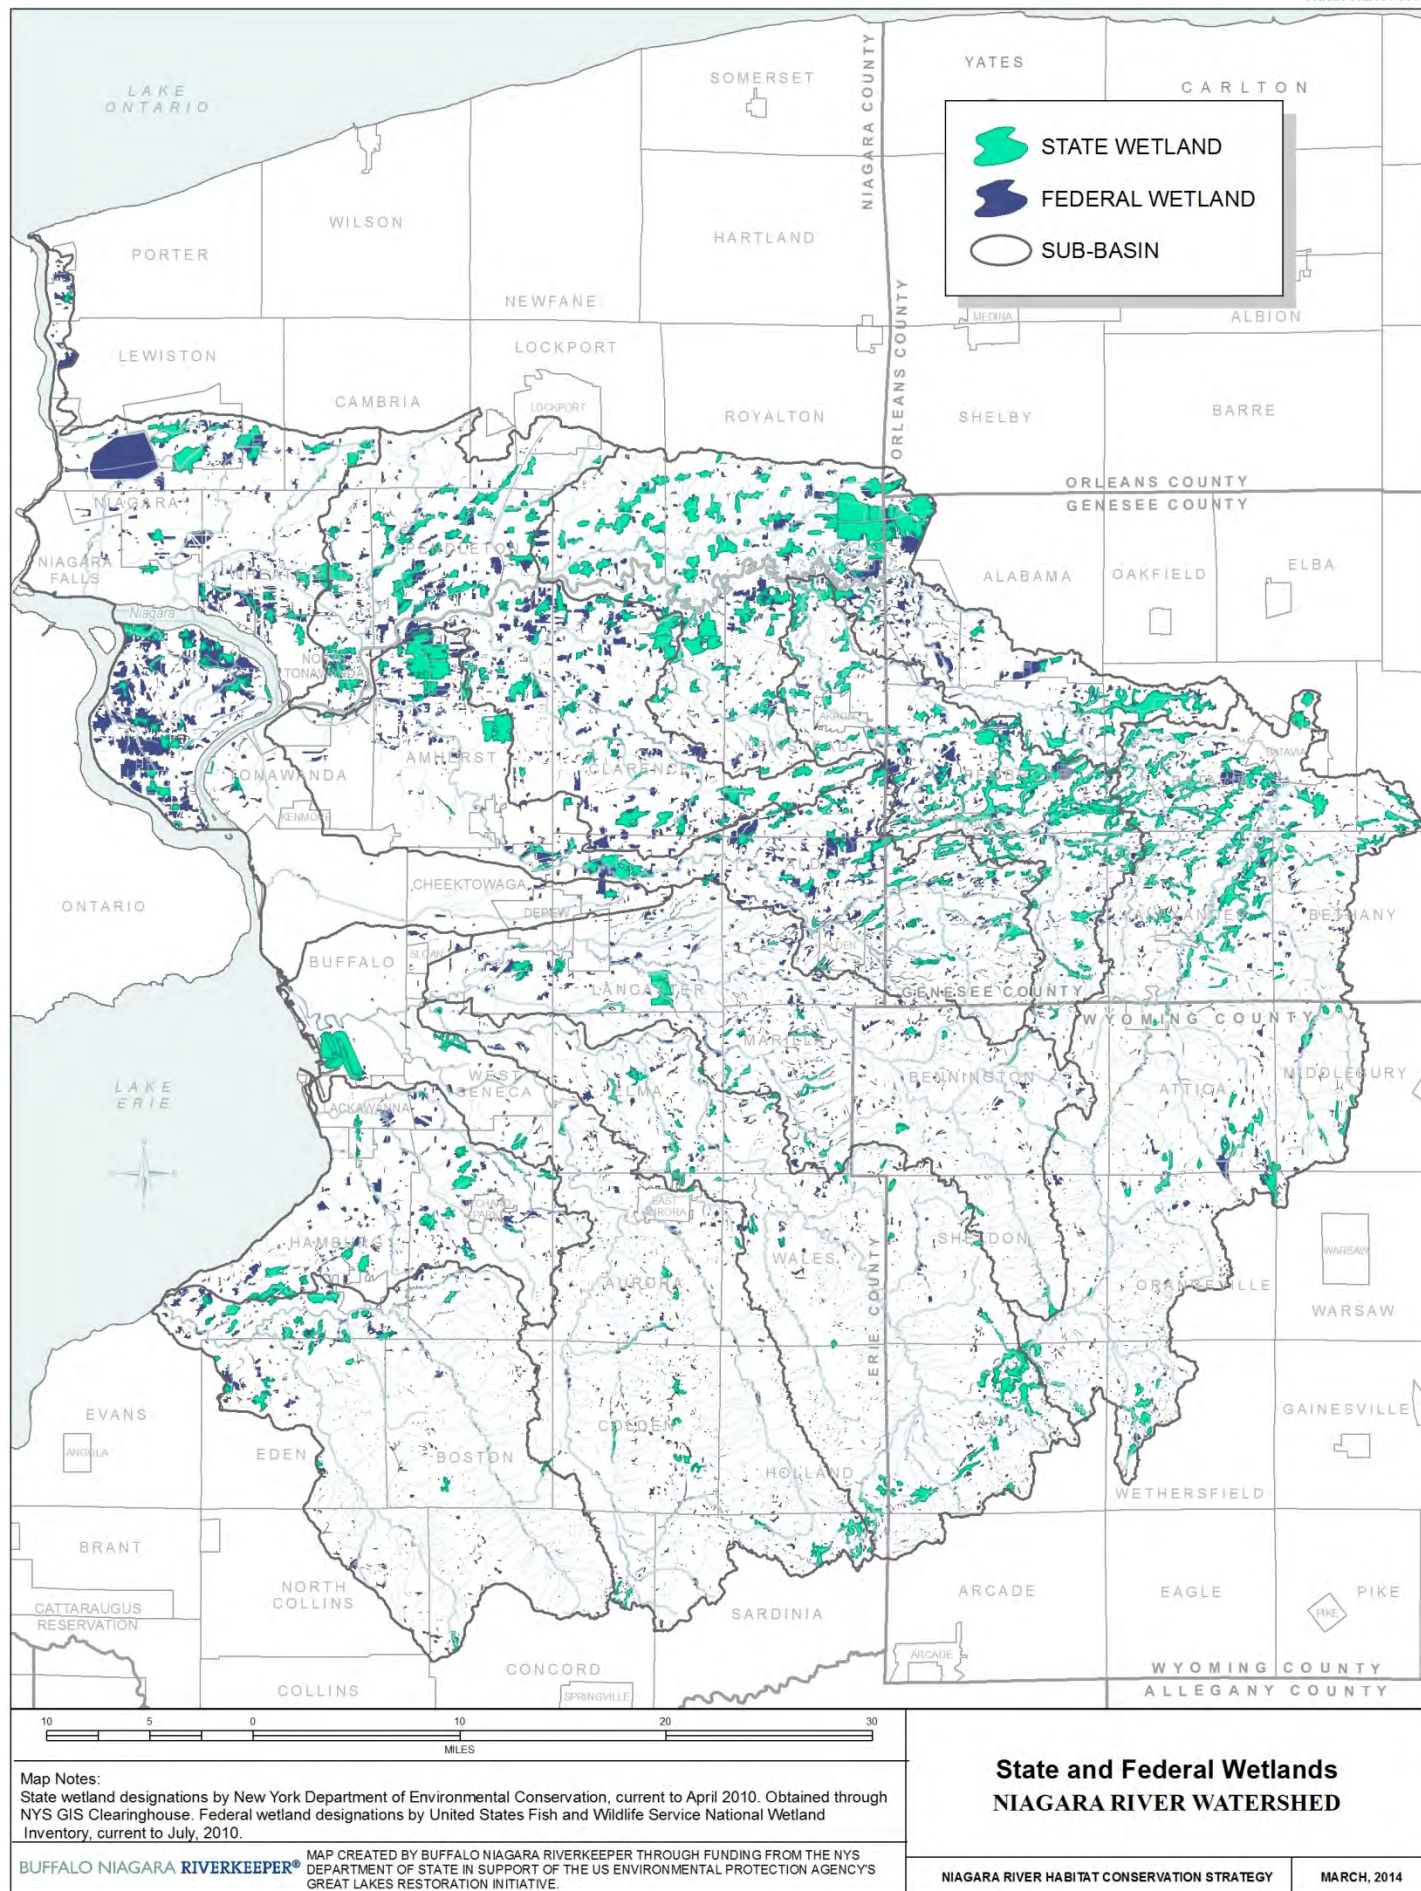 LAKE
ONTARIO
SOMERSET
NIAGARA COUNTY
YATES
CARLTON
STATE WETLAND
FEDERAL WETLAND
SUB-BASIN
WILSON
PORTER
HARTLAND
NEWFANE
ORLEANS COUNTY
MEDINA
ALBION
LEWISTON
LOCKPORT
CAMBRIA
LOCKPORT
ROYALTON
SHELBY
BARRE
ORLEANS COUNTY
GENESEE COUNTY
NIAGARA
PENDLETON
NIAGARA
FALLS
ALABAMA
OAKFIELD
ELBA
Niagara
TONAWANDA
AKRON
BATAVIA
TONAWANDA
AMHERST
CLARENCE
KENMORE
ALDEN
ONTARIO
CHEEKTOWAGA
DEPEW
ALEXANDER
BETHANY
BUFFALO
SLOAN
ALDEN
LANCASTER
GENESEE COUNTY
WYOMING COUNTY
MARILLA
LAKE
ERIE
WEST
SENECA
ELMA
BENNINGTON
ATTICA
MIDDLEBURY
LACKAWANNA
N
W E
S
ORCHARD
PARK
EAST
AURORA
HAMBURG
WALES
SHELDON
AURORA
ERIE COUNTY
ORANGEVILLE
WARSAW
WARSAW
EVANS
ANGOLA
EDEN
BOSTON
COLDEN
HOLLAND
GAINESVILLE
WETHERSFIELD
BRANT
NORTH
COLLINS
CATTARAUGUS
RESERVATION
SARDINIA
ARCADE
EAGLE
PIKE
PIKE
ARCADE
CONCORD
COLLINS
SPRINGVILLE
WYOMING COUNTY
ALLEGANY COUNTY
10 5 0 10 20 30
MILES
Map Notes:
State wetland designations by New York Department of Environmental Conservation, current to April 2010. Obtained through
NYS GIS Clearinghouse. Federal wetland designations by United States Fish and Wildlife Service National Wetland
Inventory, current to July, 2010.
State and Federal Wetlands
NIAGARA RIVER WATERSHED
BUFFALO NIAGARA RIVERKEEPER®
MAP CREATED BY BUFFALO NIAGARA RIVERKEEPER THROUGH FUNDING FROM THE NYS
DEPARTMENT OF STATE IN SUPPORT OF THE US ENVIRONMENTAL PROTECTION AGENCY'S
GREAT LAKES RESTORATION INITIATIVE.
NIAGARA RIVER HABITAT CONSERVATION STRATEGY
MARCH, 2014